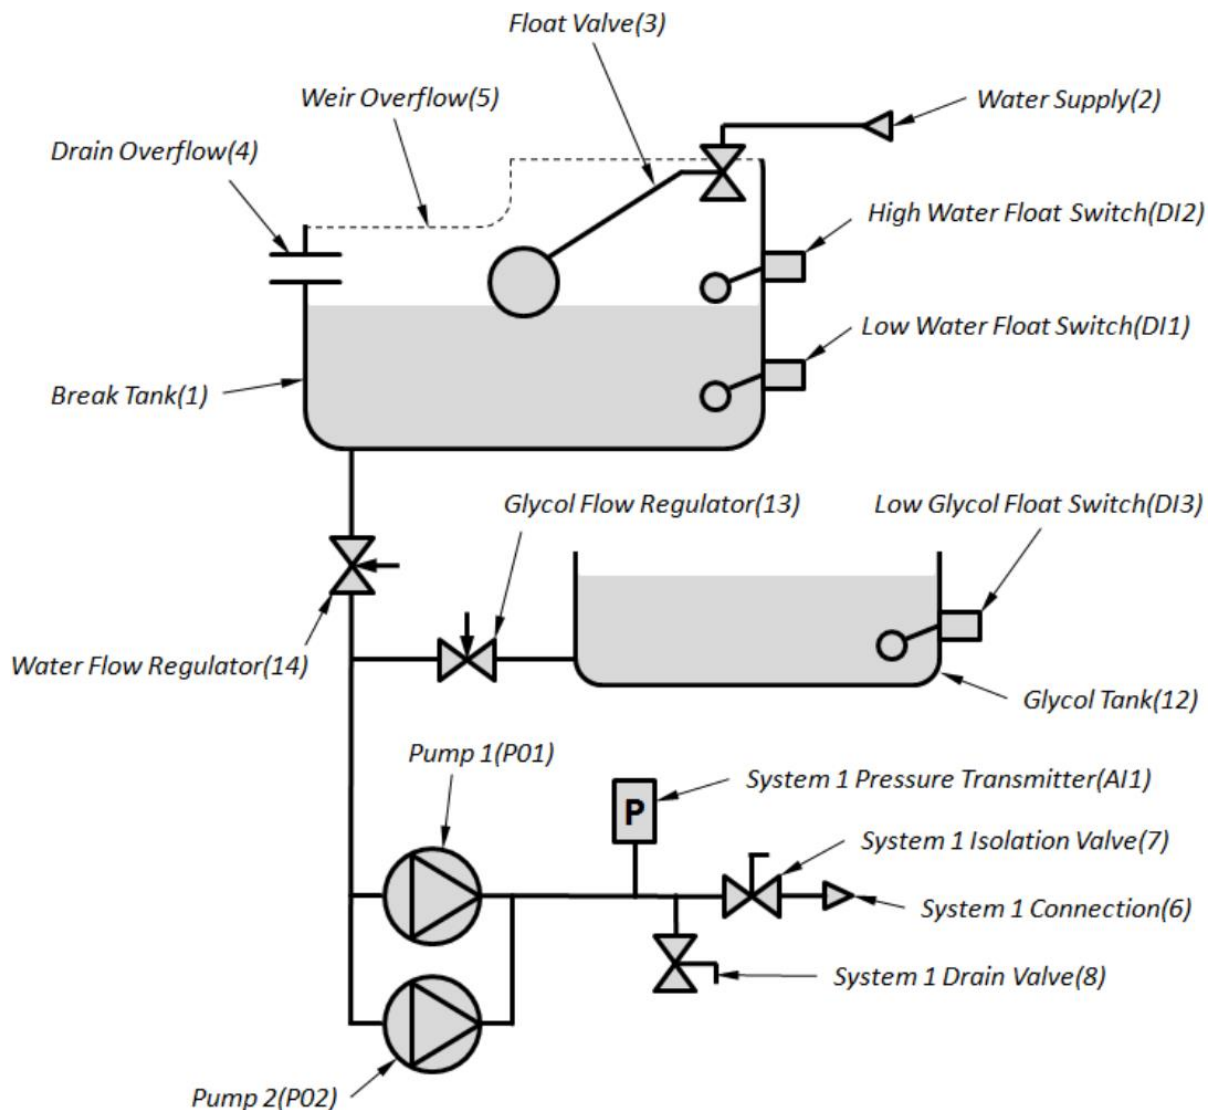 Float Valve(3)
Weir Overflow(5)
Water Supply(2)
Drain Overflow(4)
High Water Float Switch(DI2)
Low Water Float Switch(DI1)
Break Tank(1)
Glycol Flow Regulator(13)
Low Glycol Float Switch(DI3)
Water Flow Regulator(14)
Glycol Tank(12)
Pump 1(P01)
System 1 Pressure Transmitter(AI1)
P
System 1 Isolation Valve(7)
System 1 Connection(6)
System 1 Drain Valve(8)
Pump 2(P02)